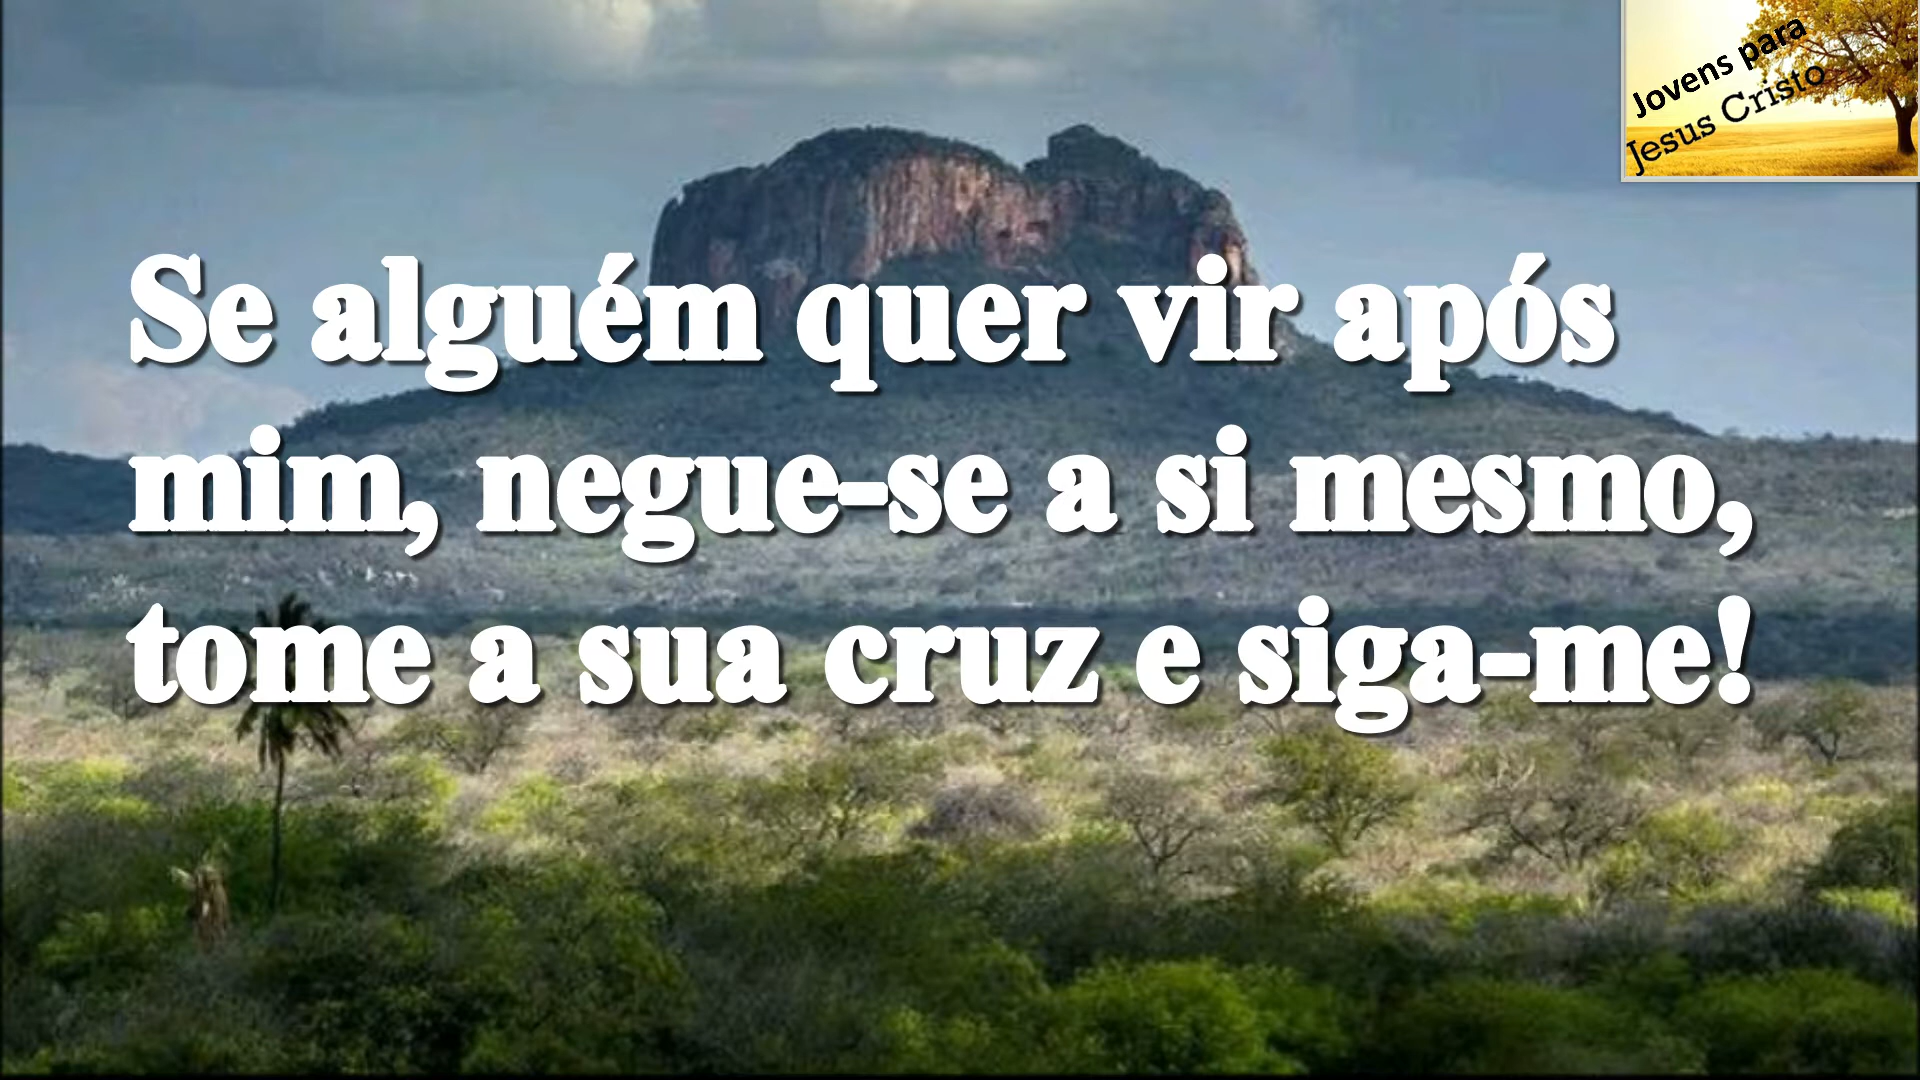 Jovens para
Jesus Cristo
Se alguém quer vir após
mim, negue-se a si mesmo,
tome a sua cruz e siga-me!